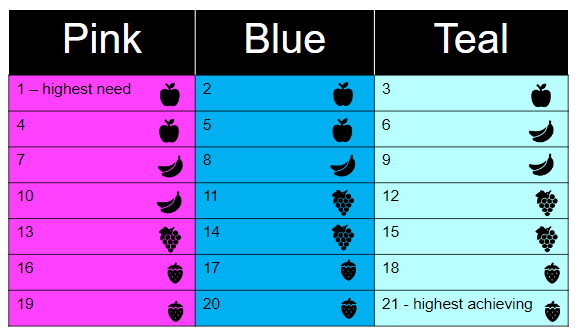 Pink Blue Teal
1 – highest need 2 3
4 5 6
7 8 9
10 11 12
13 14 15
16 17 18
19 20 21 - highest achieving